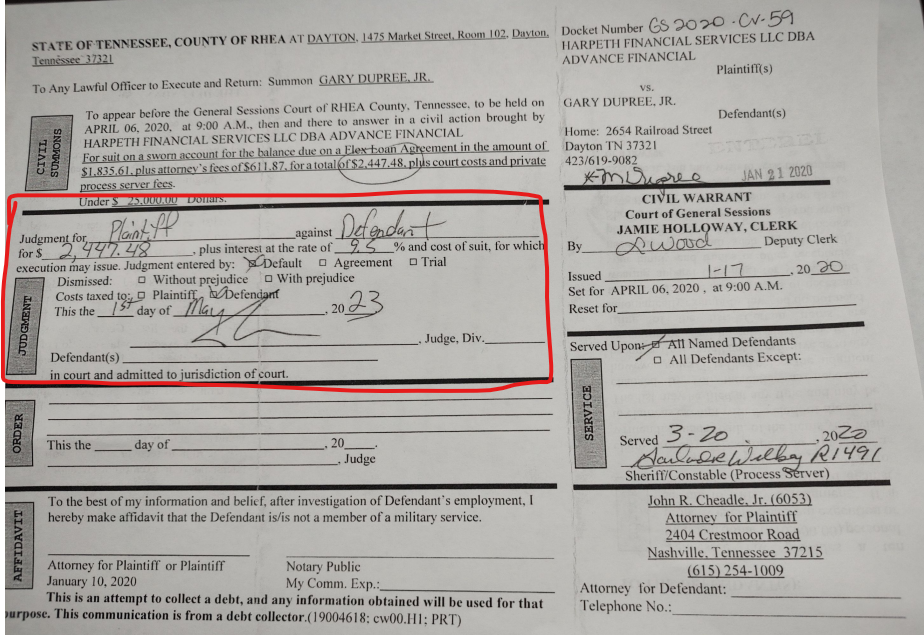 STATE OF TENNESSEE, COUNTY OF RHEA AT DAYTON, 1475 Market Street, Room 102, Dayton,
Tennessee 37321
To Any Lawful Officer to Execute and Return: Summon GARY DUPREE, JR.
CIVIL
SUMMONS
To appear before the General Sessions Court of RHEA County, Tennessee, to be held on
APRIL 06, 2020, at 9:00 A.M., then and there to answer in a civil action brought by
HARPETH FINANCIAL SERVICES LLC DBA ADVANCE FINANCIAL
For suit on a sworn account for the balance due on a Flex Loan Agreement in the amount of
$1,835.61, plus attorney's fees of $611.87, for a total of $2,447.48, plus court costs and private
process server fees.
Under $ 25,000.00 Dollars.
JUDGMENT
Judgment for Plaintiff against Defendant
for $ 2,447.48, plus interest at the rate of 9.5 % and cost of suit, for which
execution may issue. Judgment entered by: ☒ Default □ Agreement □ Trial
Dismissed: □ Without prejudice □ With prejudice
Costs taxed to: □ Plaintiff ☒ Defendant
This the 1st day of May, 2023
, Judge, Div.
Defendant(s)
in court and admitted to jurisdiction of court.
ORDER
This the day of , 20 .
, Judge
AFFIDAVIT
To the best of my information and belief, after investigation of Defendant's employment, I
hereby make affidavit that the Defendant is/is not a member of a military service.
Attorney for Plaintiff or Plaintiff
January 10, 2020
Notary Public
My Comm. Exp.:
This is an attempt to collect a debt, and any information obtained will be used for that
purpose. This communication is from a debt collector.(19004618; cw00.H1; PRT)
Docket Number GS2020-CV-59
HARPETH FINANCIAL SERVICES LLC DBA
ADVANCE FINANCIAL
Plaintiff(s)
vs.
GARY DUPREE, JR.
Defendant(s)
Home: 2654 Railroad Street
Dayton TN 37321
423/619-9082
JAN 21 2020
CIVIL WARRANT
Court of General Sessions
JAMIE HOLLOWAY, CLERK
By L Wood Deputy Clerk
Issued 1-17, 2020
Set for APRIL 06, 2020 , at 9:00 A.M.
Reset for
SERVICE
Served Upon: ☒ All Named Defendants
□ All Defendants Except:
Served 3-20, 2020
R1491
Sheriff/Constable (Process Server)
John R. Cheadle, Jr. (6053)
Attorney for Plaintiff
2404 Crestmoor Road
Nashville, Tennessee 37215
(615) 254-1009
Attorney for Defendant:
Telephone No.: